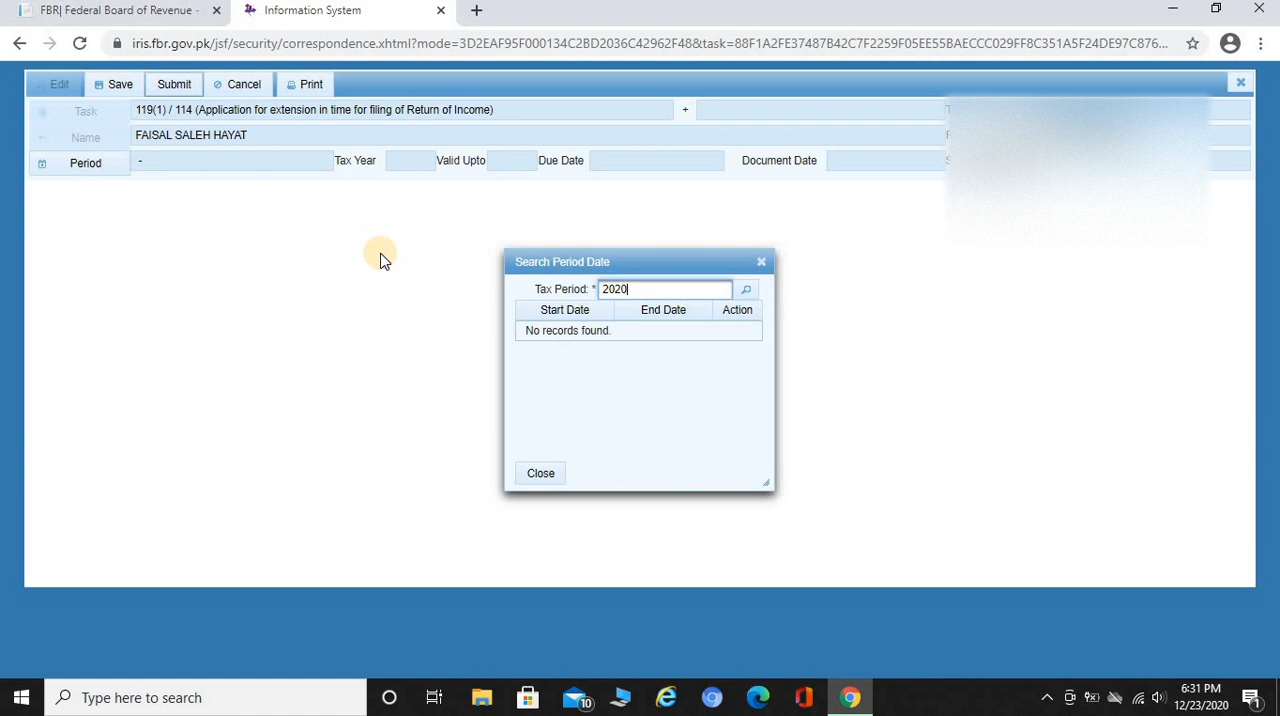 FBR| Federal Board of Revenue -
Information System
iris.fbr.gov.pk/jsf/security/correspondence.xhtml?mode=3D2EAF95D000134C2BD2036C42962F48&task=88F1A2FE37487B42C7F2259F05EE55BAECCC029FF8C351A5F24DE97C876...
Edit Save Submit Cancel Print
Task 119(1) / 114 (Application for extension in time for filing of Return of Income) +
Name FAISAL SALEH HAYAT
Period - Tax Year Valid Upto Due Date Document Date
Search Period Date
Tax Period: * 2020
Start Date End Date Action
No records found.
Close
Type here to search
10
6:31 PM
12/23/2020
1